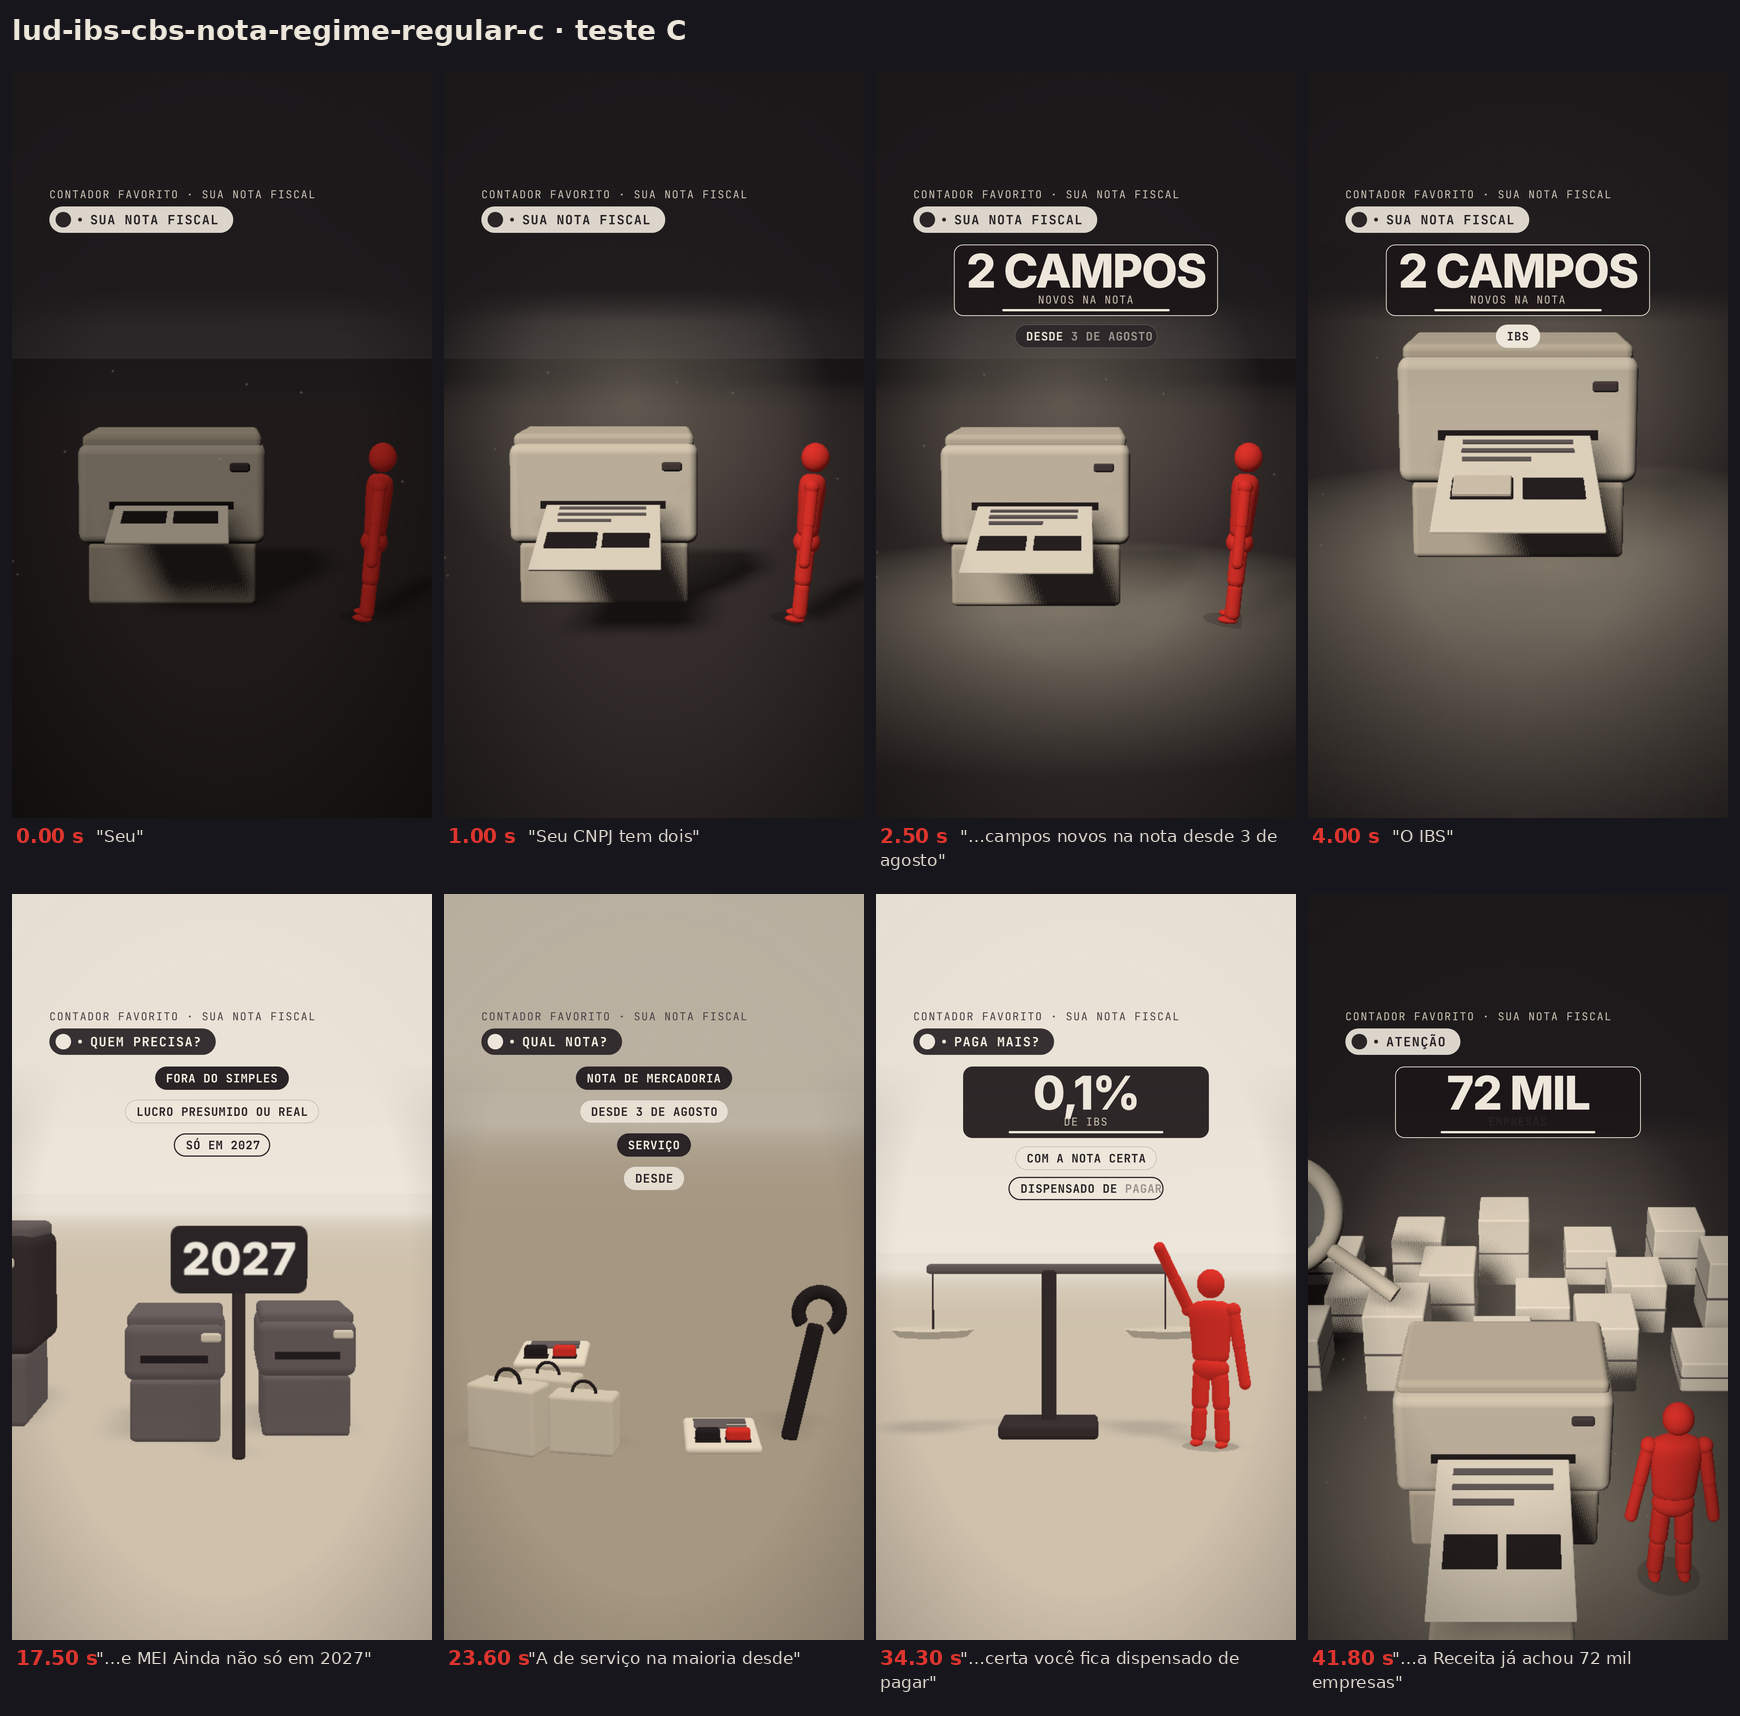 lud-ibs-cbs-nota-regime-regular-c · teste C
CONTADOR FAVORITO · SUA NOTA FISCAL
• SUA NOTA FISCAL
0.00 s "Seu"
CONTADOR FAVORITO · SUA NOTA FISCAL
• SUA NOTA FISCAL
1.00 s "Seu CNPJ tem dois"
CONTADOR FAVORITO · SUA NOTA FISCAL
• SUA NOTA FISCAL
2 CAMPOS
NOVOS NA NOTA
DESDE 3 DE AGOSTO
2.50 s "...campos novos na nota desde 3 de
agosto"
CONTADOR FAVORITO · SUA NOTA FISCAL
• SUA NOTA FISCAL
2 CAMPOS
NOVOS NA NOTA
IBS
4.00 s "O IBS"
CONTADOR FAVORITO · SUA NOTA FISCAL
• QUEM PRECISA?
FORA DO SIMPLES
LUCRO PRESUMIDO OU REAL
SÓ EM 2027
2027
17.50 s "...e MEI Ainda não só em 2027"
CONTADOR FAVORITO · SUA NOTA FISCAL
• QUAL NOTA?
NOTA DE MERCADORIA
DESDE 3 DE AGOSTO
SERVIÇO
DESDE
23.60 s "A de serviço na maioria desde"
CONTADOR FAVORITO · SUA NOTA FISCAL
• PAGA MAIS?
0,1%
DE IBS
COM A NOTA CERTA
DISPENSADO DE PAGAR
34.30 s "...certa você fica dispensado de
pagar"
CONTADOR FAVORITO · SUA NOTA FISCAL
• ATENÇÃO
72 MIL
EMPRESAS
41.80 s "...a Receita já achou 72 mil
empresas"